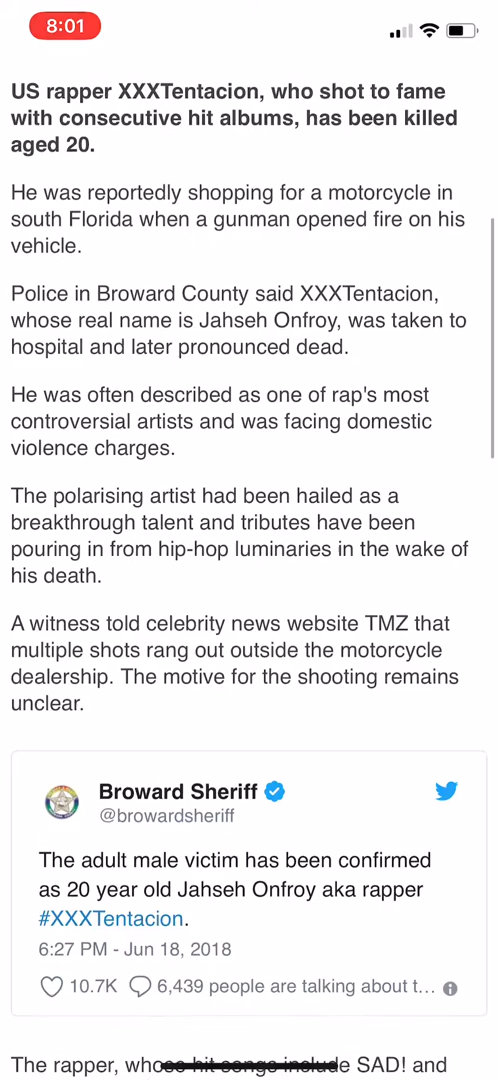 8:01
US rapper XXXTentacion, who shot to fame
with consecutive hit albums, has been killed
aged 20.
He was reportedly shopping for a motorcycle in
south Florida when a gunman opened fire on his
vehicle.
Police in Broward County said XXXTentacion,
whose real name is Jahseh Onfroy, was taken to
hospital and later pronounced dead.
He was often described as one of rap's most
controversial artists and was facing domestic
violence charges.
The polarising artist had been hailed as a
breakthrough talent and tributes have been
pouring in from hip-hop luminaries in the wake of
his death.
A witness told celebrity news website TMZ that
multiple shots rang out outside the motorcycle
dealership. The motive for the shooting remains
unclear.
Broward Sheriff
@browardsheriff
The adult male victim has been confirmed
as 20 year old Jahseh Onfroy aka rapper
#XXXTentacion.
6:27 PM - Jun 18, 2018
10.7K 6,439 people are talking about t...
The rapper, whose hit songs include SAD! and